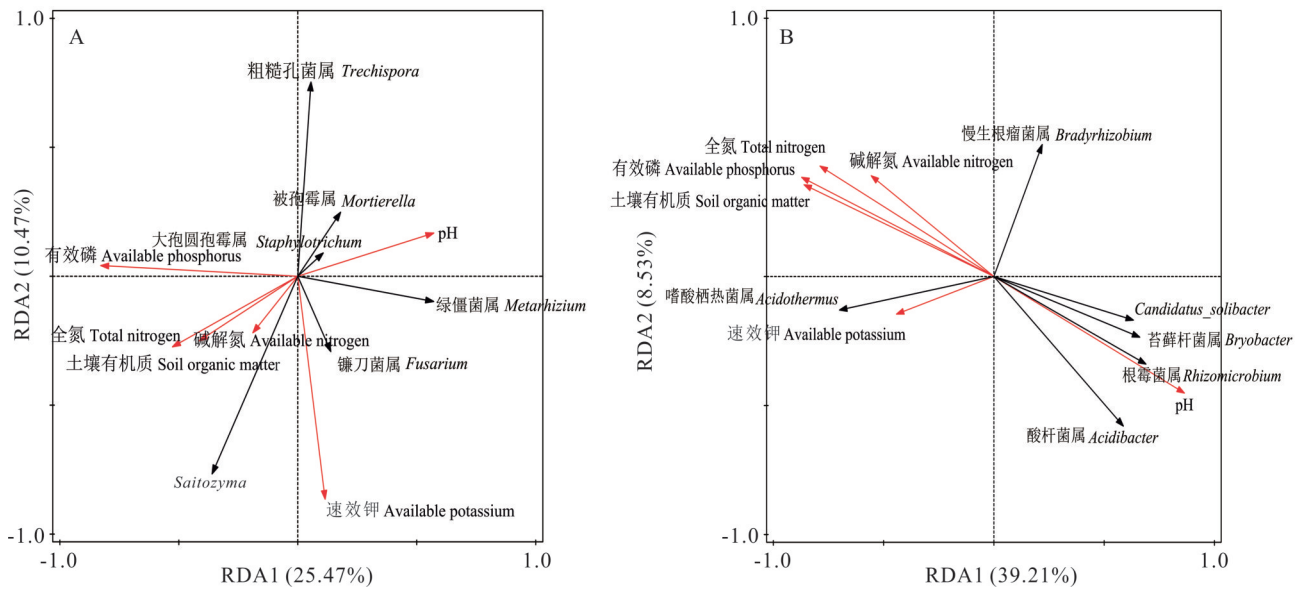 1.0
A
粗糙孔菌属 Trechispora
被孢霉属 Mortierella
大孢圆孢霉属 Staphylotrichum
pH
有效磷 Available phosphorus
绿僵菌属 Metarhizium
全氮 Total nitrogen
碱解氮 Available nitrogen
土壤有机质 Soil organic matter
镰刀菌属 Fusarium
Saitozyma
速效钾 Available potassium
RDA2 (10.47%)
-1.0
-1.0
1.0
RDA1 (25.47%)
1.0
B
慢生根瘤菌属 Bradyrhizobium
全氮 Total nitrogen
碱解氮 Available nitrogen
有效磷 Available phosphorus
土壤有机质 Soil organic matter
嗜酸栖热菌属 Acidothermus
速效钾 Available potassium
Candidatus_solibacter
苔藓杆菌属 Bryobacter
根霉菌属 Rhizomicrobium
pH
酸杆菌属 Acidibacter
RDA2 (8.53%)
-1.0
-1.0
1.0
RDA1 (39.21%)